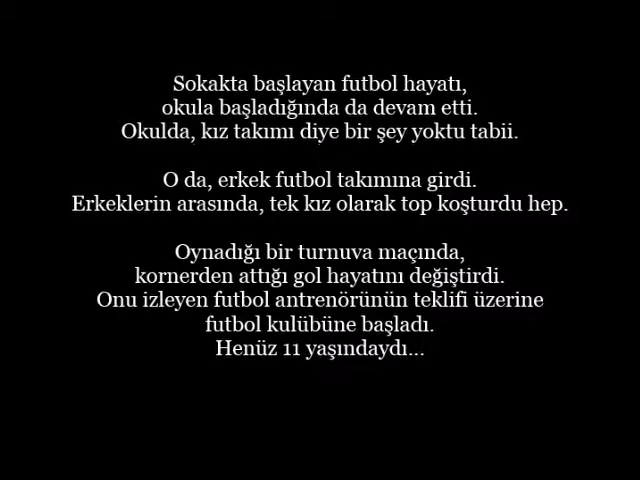 Sokakta başlayan futbol hayatı,
okula başladığında da devam etti.
Okulda, kız takımı diye bir şey yoktu tabii.
O da, erkek futbol takımına girdi.
Erkeklerin arasında, tek kız olarak top koşturdu hep.
Oynadığı bir turnuva maçında,
kornerden attığı gol hayatını değiştirdi.
Onu izleyen futbol antrenörünün teklifi üzerine
futbol kulübüne başladı.
Henüz 11 yaşındaydı...